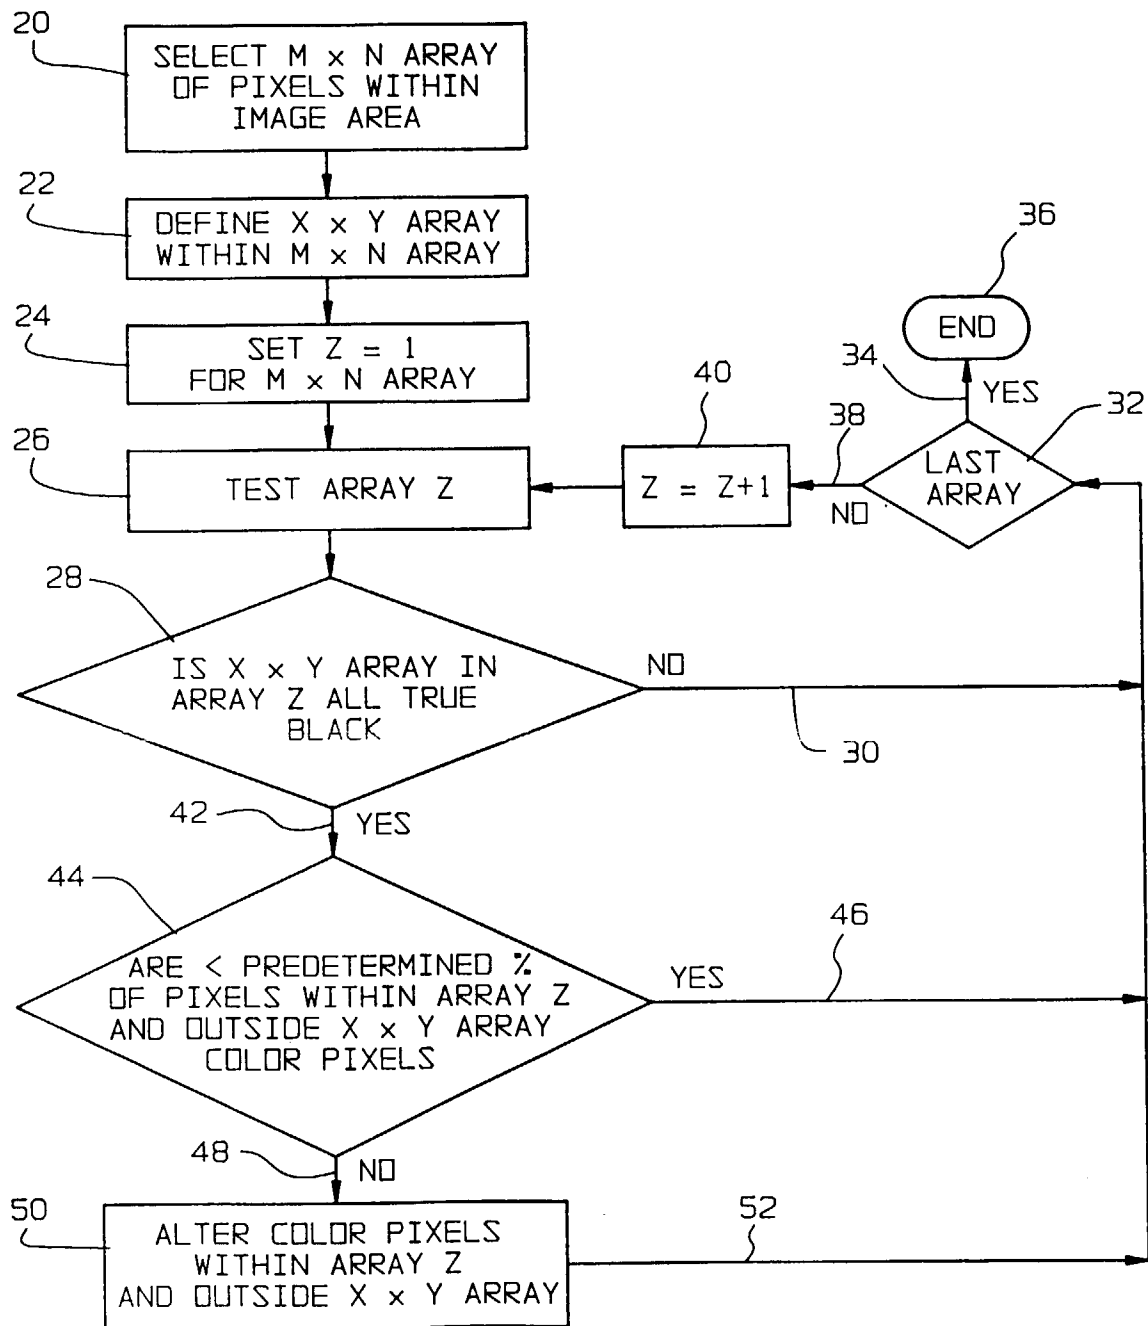 20
SELECT M x N ARRAY
OF PIXELS WITHIN
IMAGE AREA
22
DEFINE X x Y ARRAY
WITHIN M x N ARRAY
24
SET Z = 1
FOR M x N ARRAY
26
TEST ARRAY Z
40
Z = Z+1
38
NO
LAST
ARRAY
32
34
YES
END
36
28
IS X x Y ARRAY IN
ARRAY Z ALL TRUE
BLACK
NO
30
42
YES
44
ARE < PREDETERMINED %
OF PIXELS WITHIN ARRAY Z
AND OUTSIDE X x Y ARRAY
COLOR PIXELS
YES
46
48
NO
50
ALTER COLOR PIXELS
WITHIN ARRAY Z
AND OUTSIDE X x Y ARRAY
52